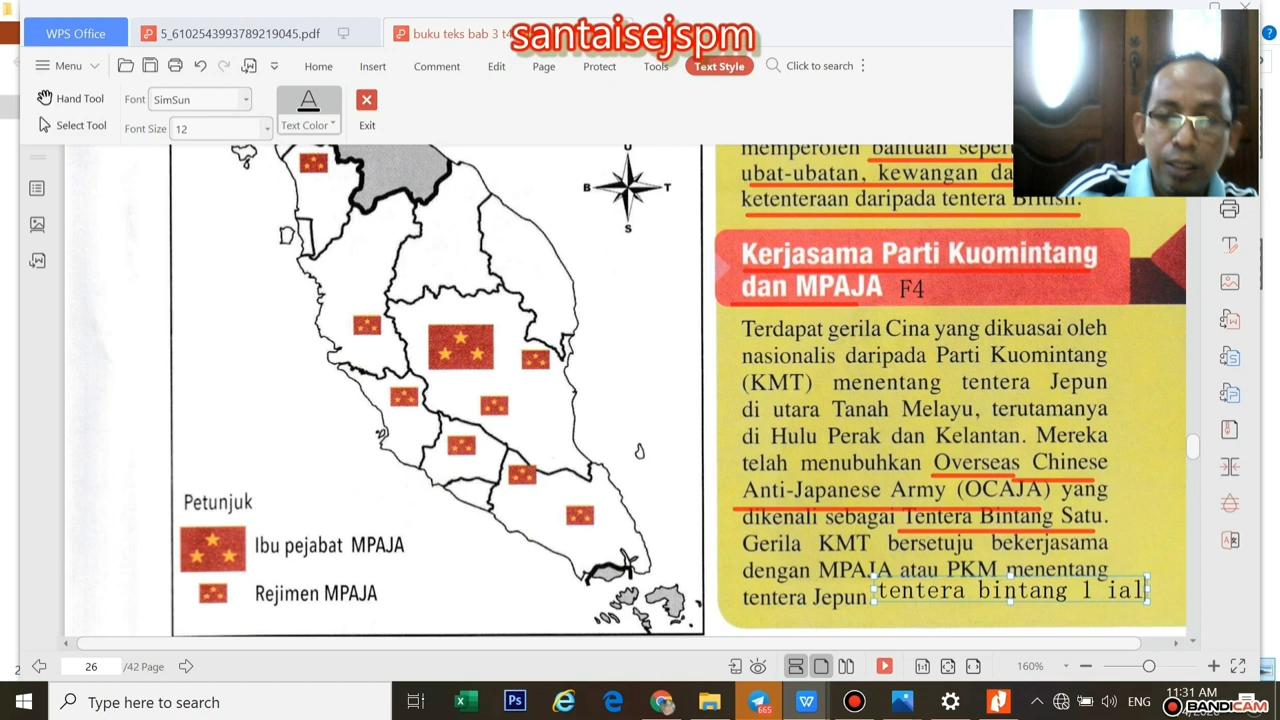 santaisejspm
WPS Office
5_6102543993789219045.pdf
buku teks bab 3 t4
Menu
Home
Insert
Comment
Edit
Page
Protect
Tools
Text Style
Click to search
Hand Tool
Font
SimSun
Select Tool
Font Size
12
Text Color
Exit
B
T
S
Petunjuk
Ibu pejabat MPAJA
Rejimen MPAJA
memperoleh bantuan
ubat-ubatan, kewangan
ketenteraan daripada tentera British.
Kerjasama Parti Kuomintang
dan MPAJA F4
Terdapat gerila Cina yang dikuasai oleh
nasionalis daripada Parti Kuomintang
(KMT) menentang tentera Jepun
di utara Tanah Melayu, terutamanya
di Hulu Perak dan Kelantan. Mereka
telah menubuhkan Overseas Chinese
Anti-Japanese Army (OCAJA) yang
dikenali sebagai Tentera Bintang Satu.
Gerila KMT bersetuju bekerjasama
dengan MPAJA atau PKM menentang
tentera Jepun
tentera bintang 1 ial
26
/42 Page
160%
Type here to search
665
ENG
11:31 AM
BANDICAM